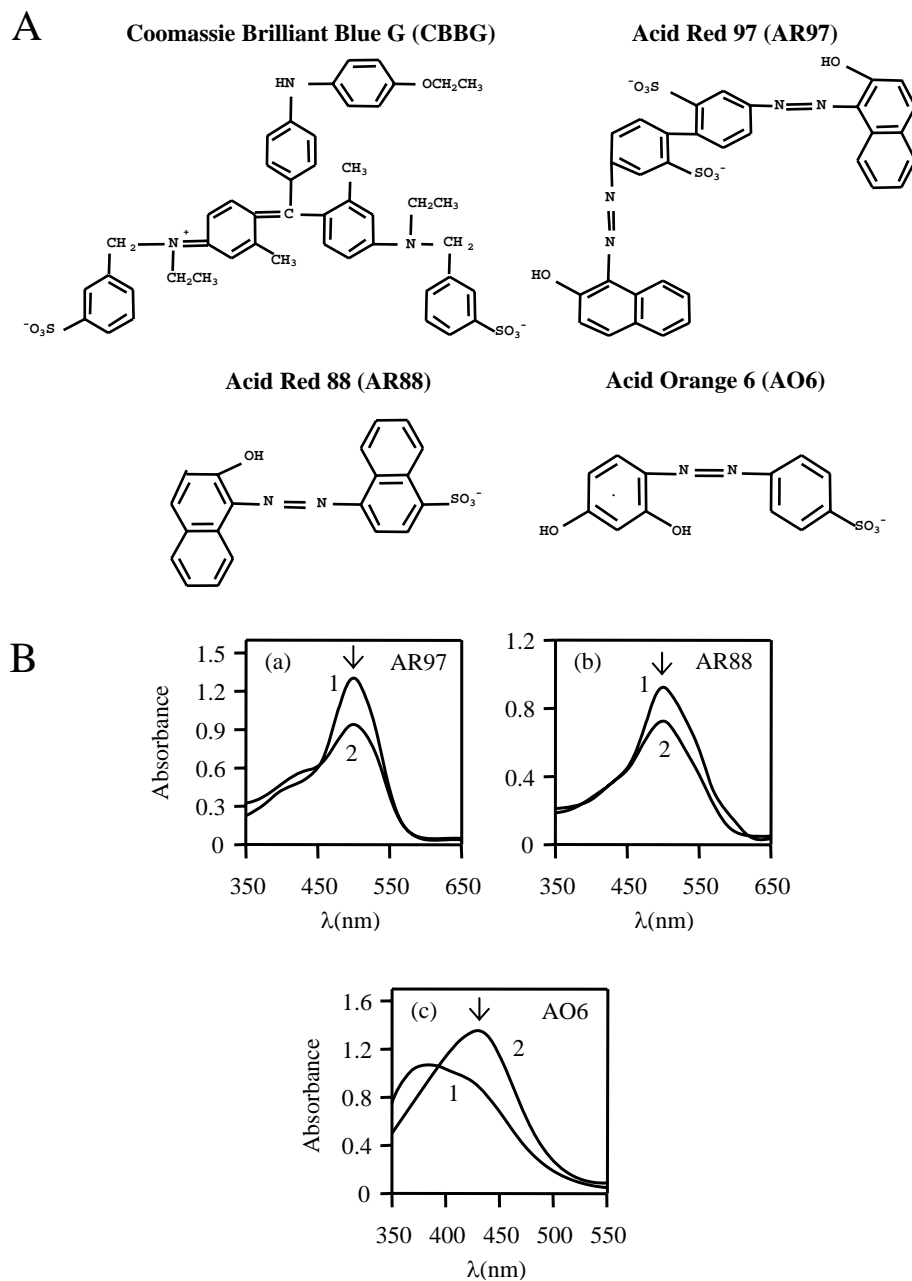 A
Coomassie Brilliant Blue G (CBBG)
Acid Red 97 (AR97)
HN
OCH₂CH₃
HO
⁻O₃S
N
N
CH₃
CH₂CH₃
C
SO₃⁻
CH₂
N
+
N
CH₂
CH₃
CH₂CH₃
N
N
HO
⁻O₃S
SO₃⁻
Acid Red 88 (AR88)
Acid Orange 6 (AO6)
OH
N
N
SO₃⁻
N
N
HO
OH
SO₃⁻
B
(a)
AR97
1
2
1.5
1.2
0.9
0.6
0.3
0
Absorbance
350
450
550
650
λ(nm)
(b)
AR88
1
2
1.2
0.8
0.4
0
350
450
550
650
λ(nm)
(c)
AO6
2
1
1.6
1.2
0.8
0.4
0
Absorbance
350
400
450
500
550
λ(nm)